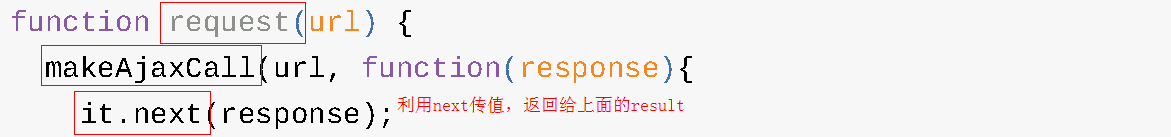 function request(url) {
makeAjaxCall(url, function(response){
it.next(response);利用next传值，返回给上面的result